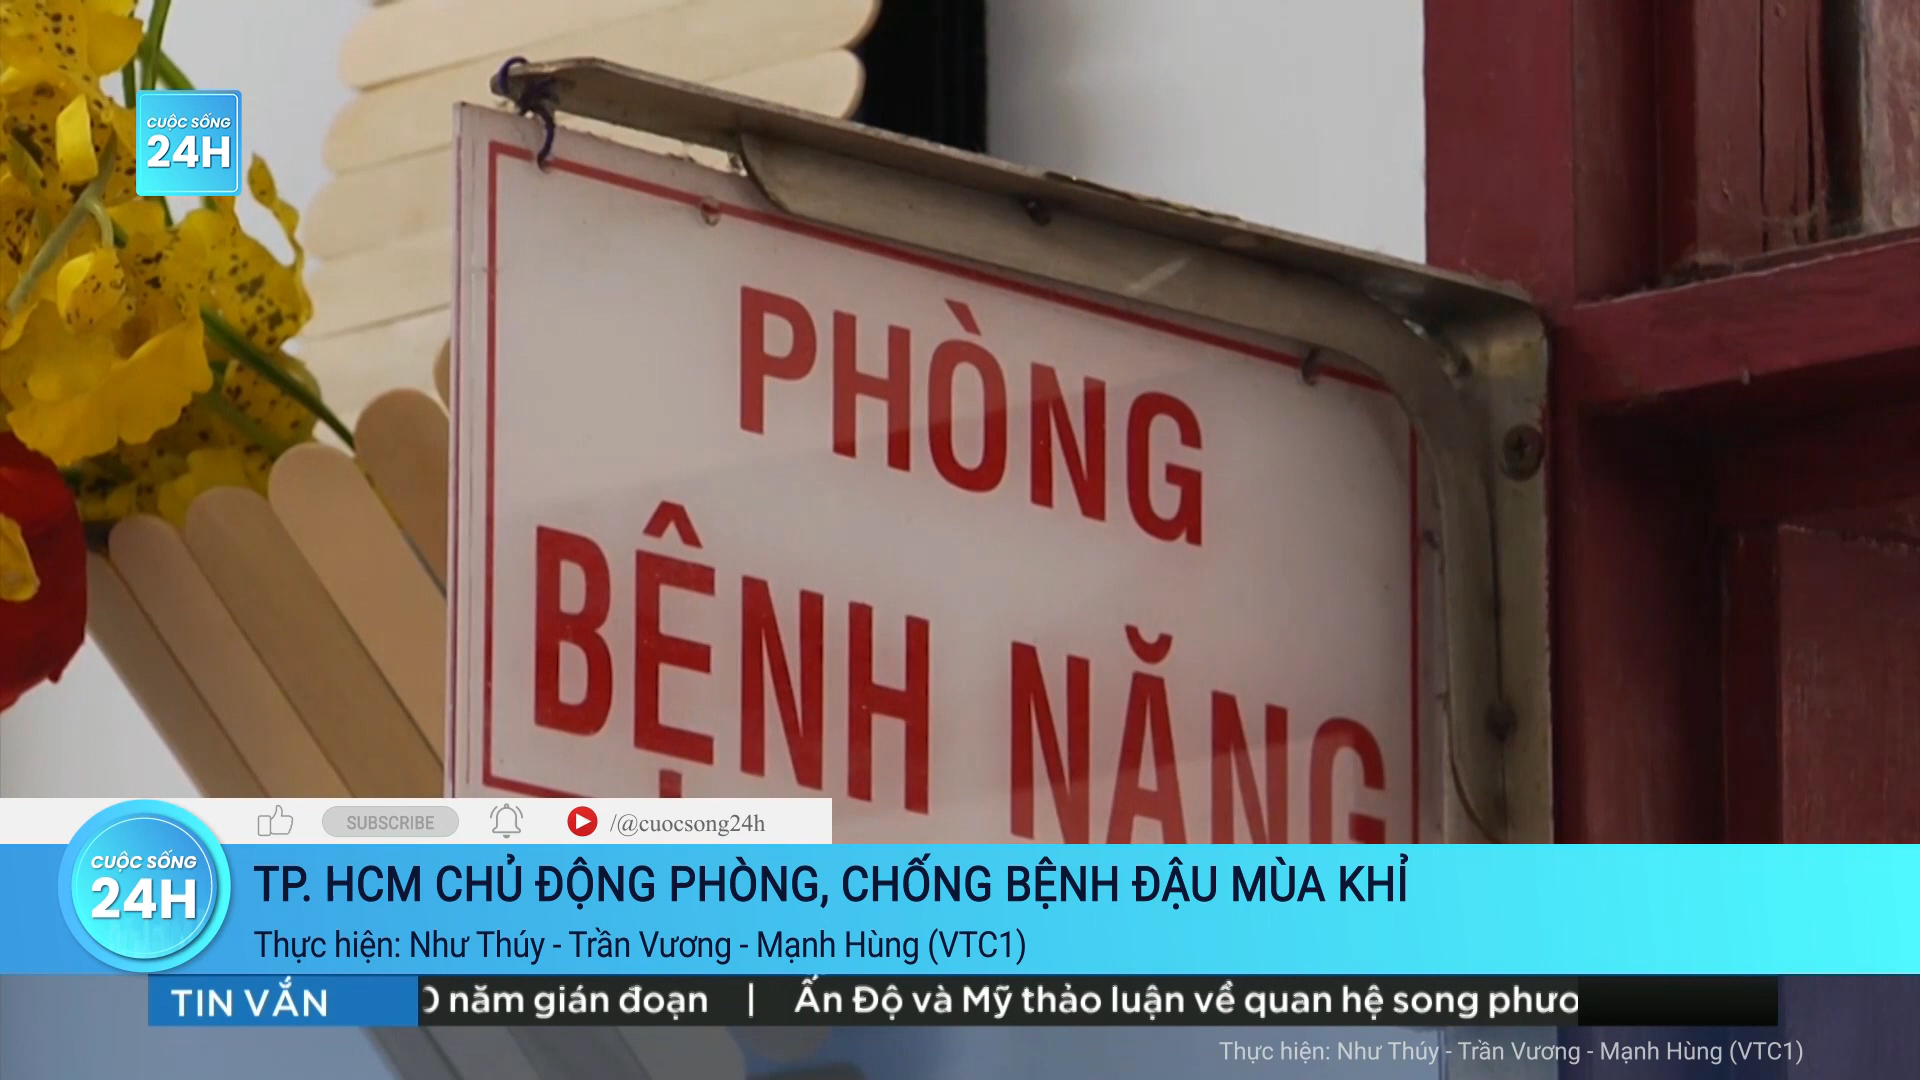 CUỘC SỐNG
24H
PHÒNG
BỆNH NĂNG
SUBSCRIBE
/@cuocsong24h
CUỘC SỐNG
24H
TP. HCM CHỦ ĐỘNG PHÒNG, CHỐNG BỆNH ĐẬU MÙA KHỈ
Thực hiện: Như Thúy - Trần Vương - Mạnh Hùng (VTC1)
TIN VẮN
0 năm gián đoạn | Ấn Độ và Mỹ thảo luận về quan hệ song phươ
Thực hiện: Như Thúy - Trần Vương - Mạnh Hùng (VTC1)